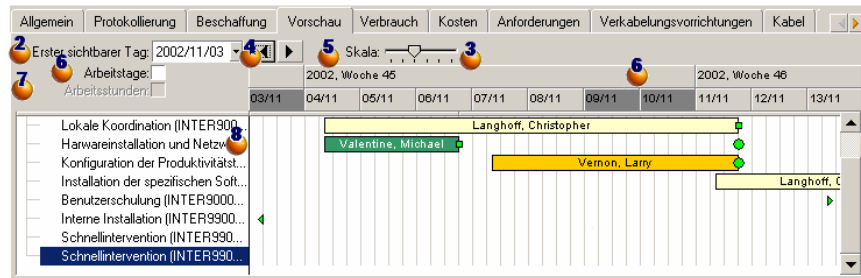 Allgemein Protokollierung Beschaffung Vorschau Verbrauch Kosten Anforderungen Verkabelungsvorrichtungen Kabel
2 Erster sichtbarer Tag: 2002/11/03 4 5 Skala: 3
6 Arbeitstage: 2002, Woche 45 6 2002, Woche 46
7 Arbeitsstunden:
03/11 04/11 05/11 06/11 07/11 08/11 09/11 10/11 11/11 12/11 13/11
Lokale Koordination (INTER900... Langhoff, Christopher
Harwareinstallation und Netzw... 8 Valentine, Michael
Konfiguration der Produktivitätst... Vernon, Larry
Installation der spezifischen Soft... Langhoff, C
Benutzerschulung (INTER9000...
Interne Installation (INTER9900...
Schnellintervention (INTER990...
Schnellintervention (INTER990...